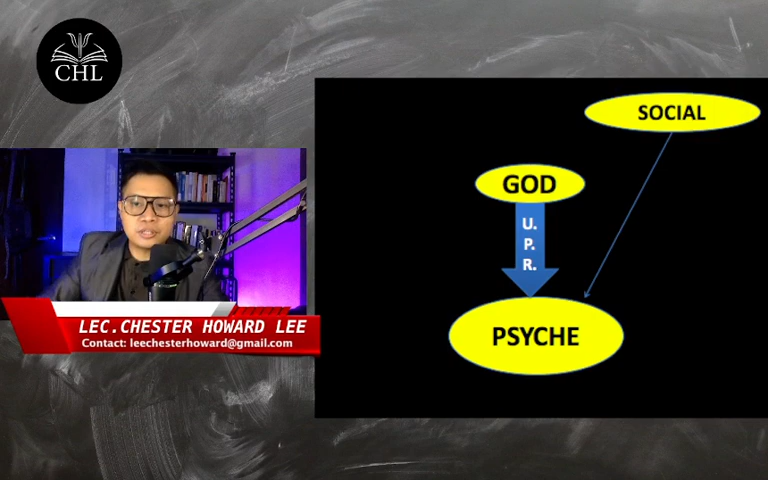 CHL
SOCIAL
GOD
U.
P.
R.
PSYCHE
LEC.CHESTER HOWARD LEE
Contact: leechesterhoward@gmail.com